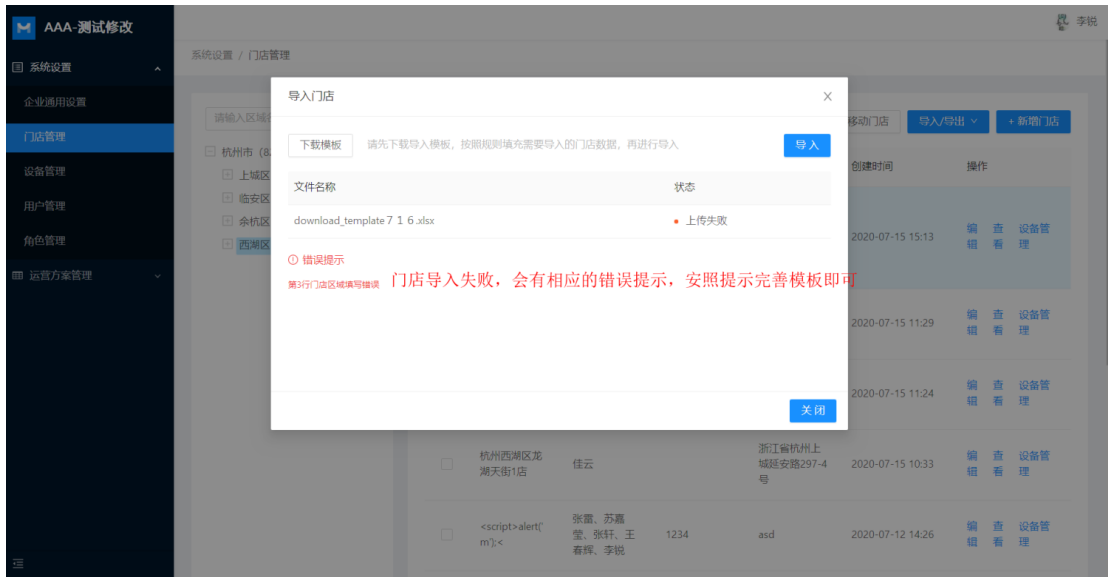 AAA-测试修改
李锐
系统设置
系统设置 / 门店管理
企业通用设置
门店管理
设备管理
用户管理
角色管理
运营方案管理
请输入区域
杭州市
上城区
临安区
余杭区
西湖区
移动门店
导入/导出
+ 新增门店
导入门店
下载模板
请先下载导入模板，按照规则填充需要导入的门店数据，再进行导入
导入
文件名称 状态
download_template７１６.xlsx 上传失败
错误提示
第3行门店区域填写错误
门店导入失败，会有相应的错误提示，安照提示完善模板即可
关闭
创建时间 操作
2020-07-15 15:13 编辑 查看 设备管理
2020-07-15 11:29 编辑 查看 设备管理
2020-07-15 11:24 编辑 查看 设备管理
杭州西湖区龙湖天街1店 佳云 浙江省杭州上城延安路297-4号 2020-07-15 10:33 编辑 查看 设备管理
<script>alert('m');< 张雷、苏嘉莹、张轩、王春辉、李锐 1234 asd 2020-07-12 14:26 编辑 查看 设备管理